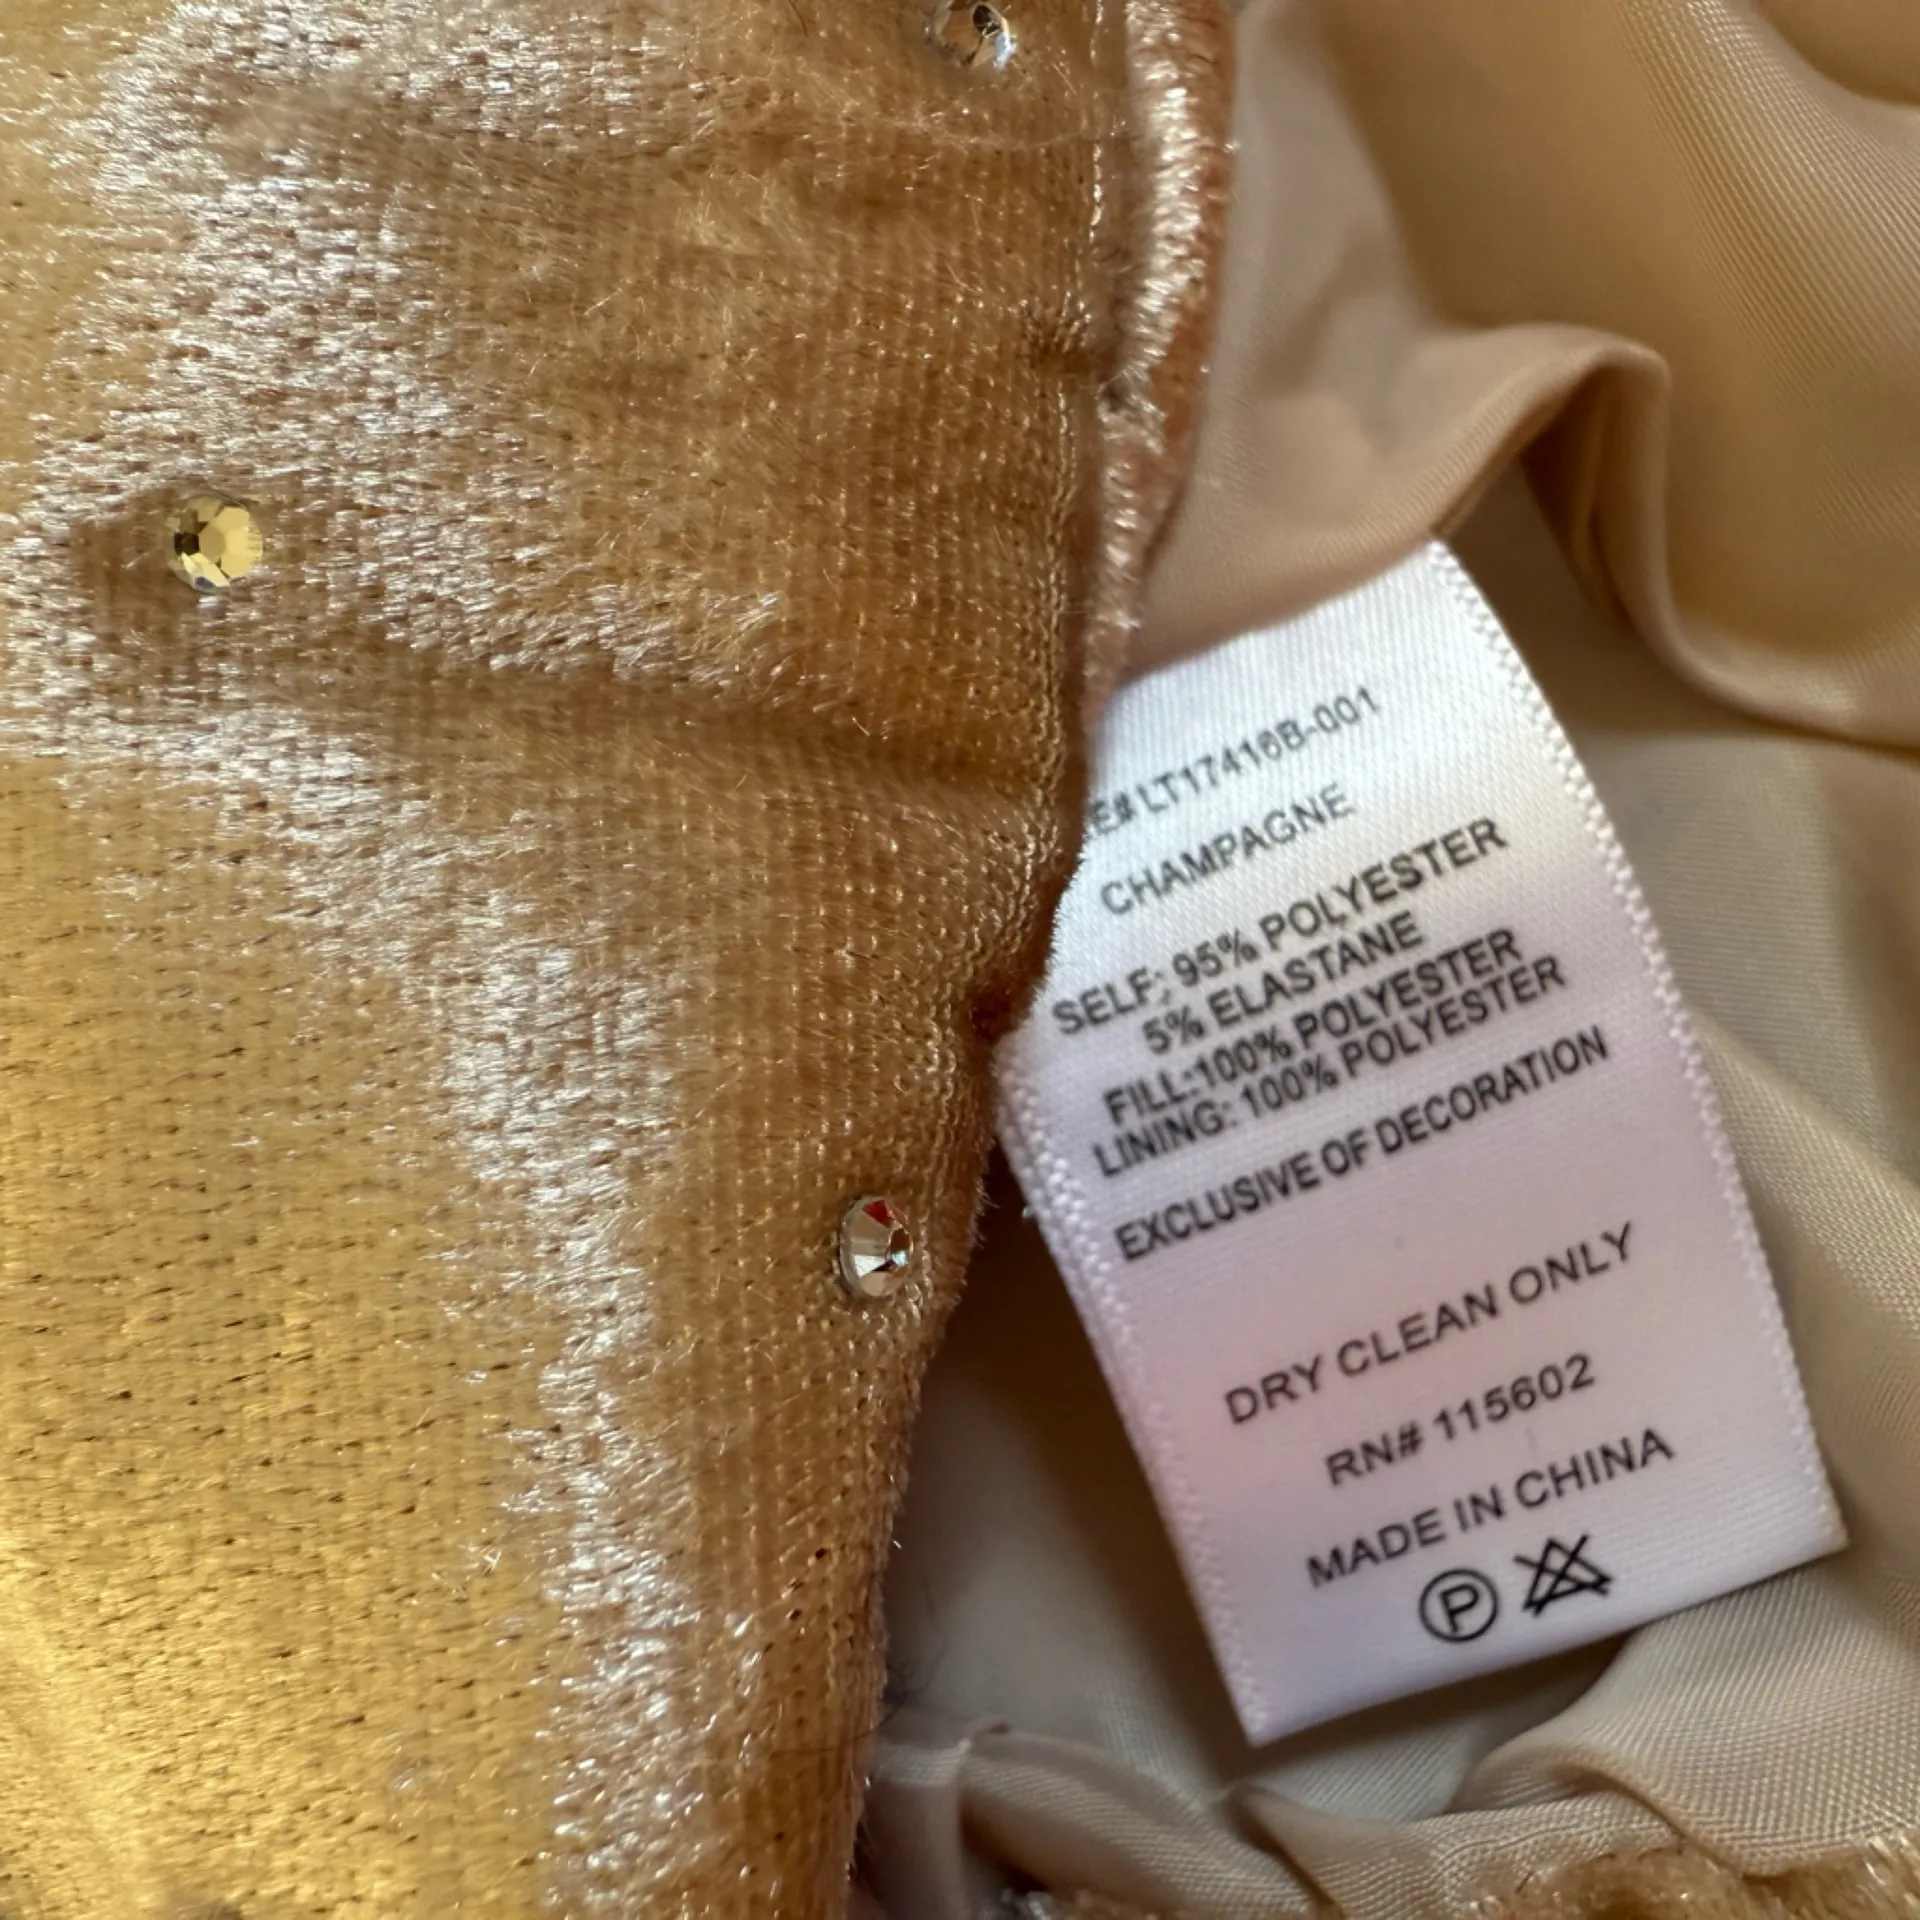 E# LT17416B-001
CHAMPAGNE
SELF: 95% POLYESTER
5% ELASTANE
FILL:100% POLYESTER
LINING: 100% POLYESTER
EXCLUSIVE OF DECORATION
DRY CLEAN ONLY
RN# 115602
MADE IN CHINA
P